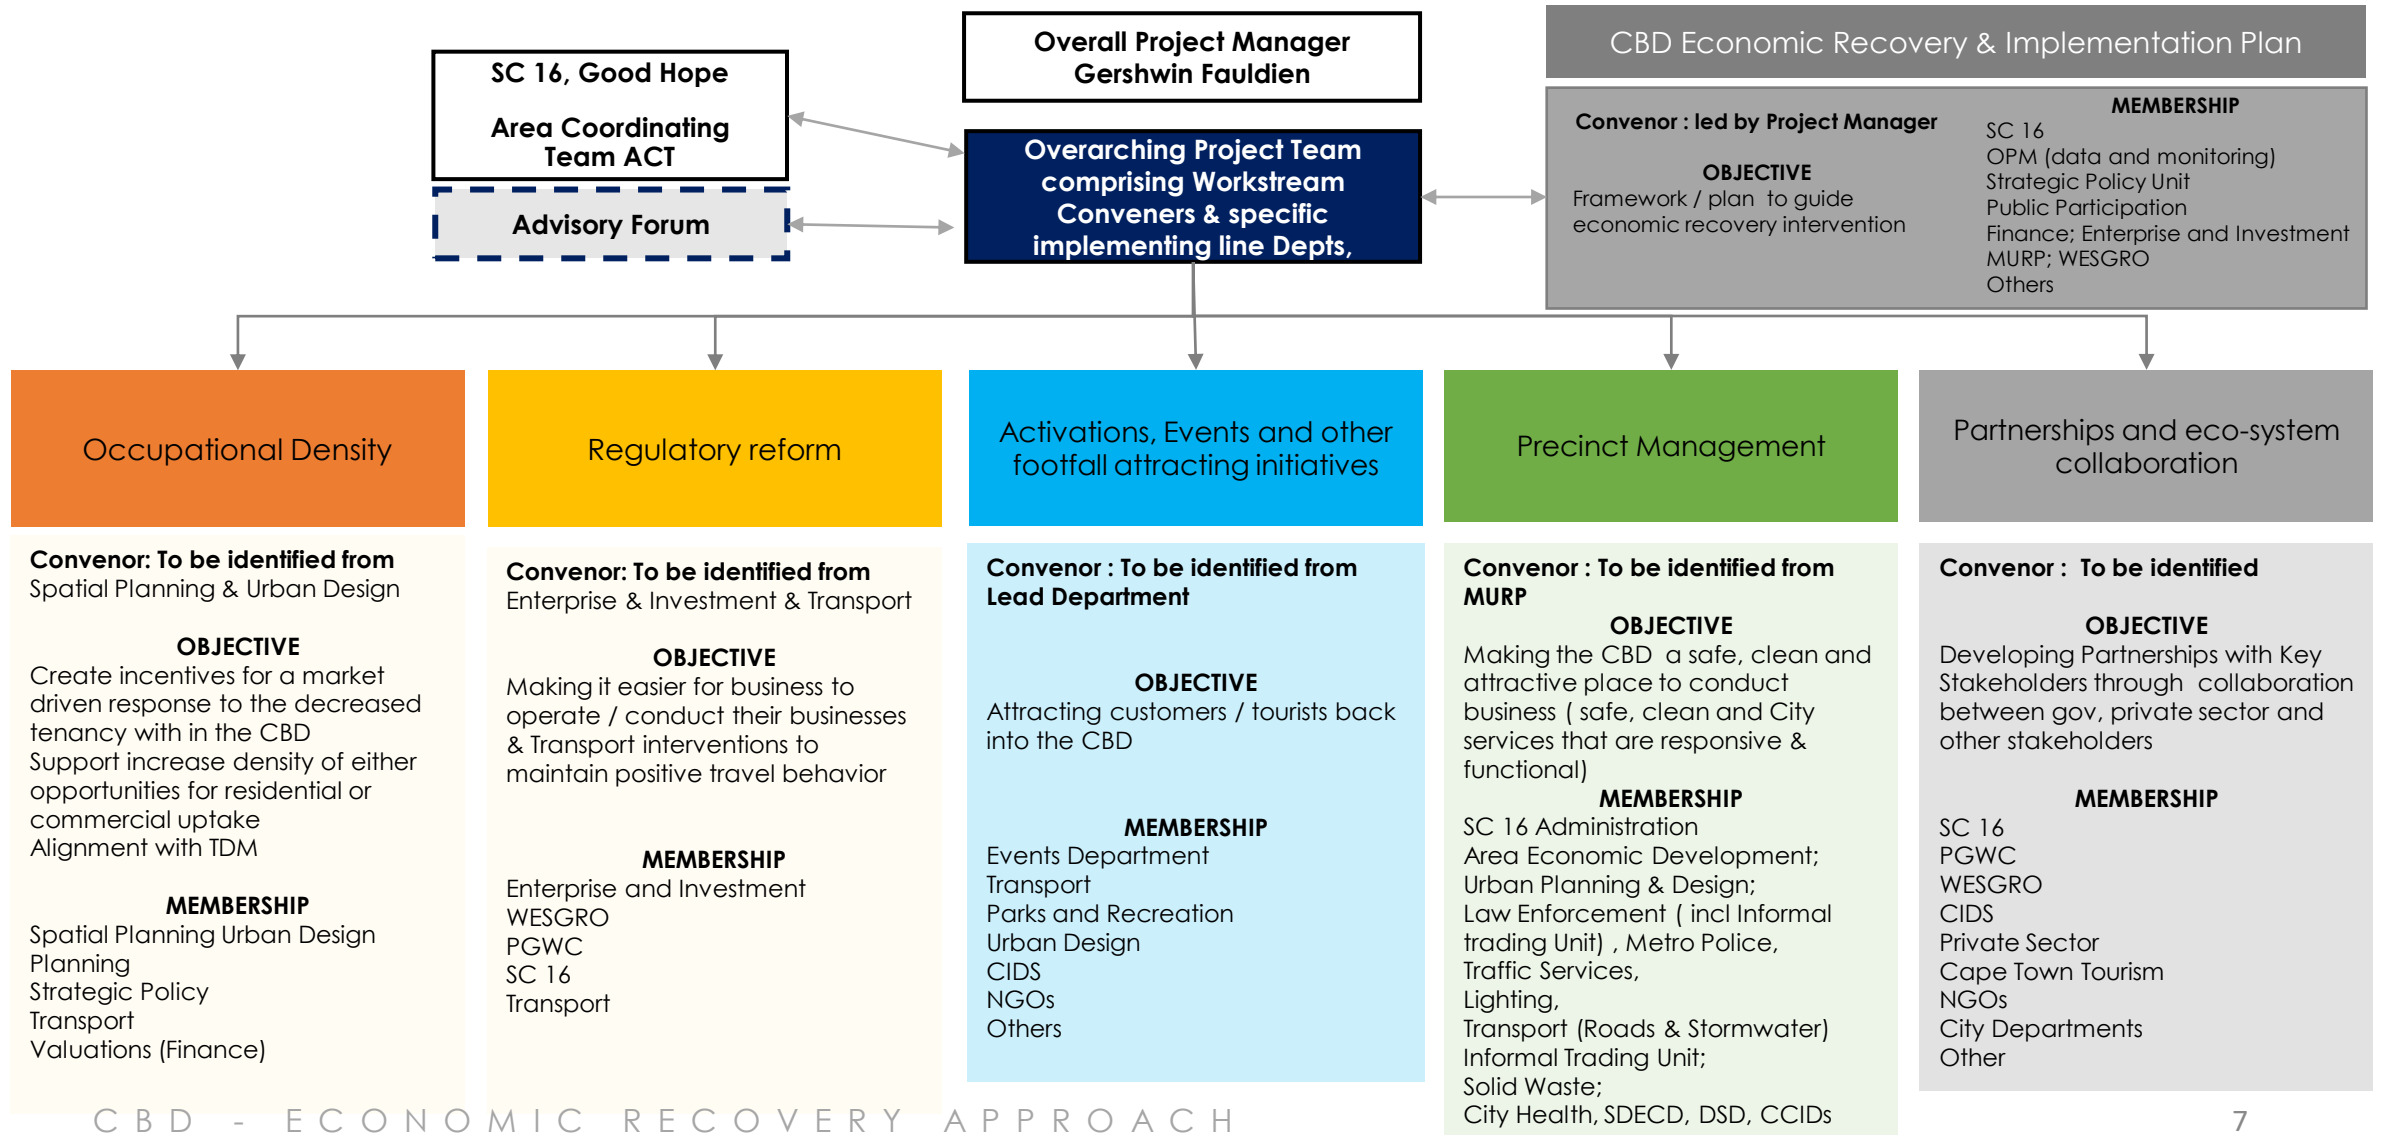 SC 16, Good Hope
Area Coordinating
Team ACT
Advisory Forum
Overall Project Manager
Gershwin Fauldien
Overarching Project Team
comprising Workstream
Conveners & specific
implementing line Depts,
CBD Economic Recovery & Implementation Plan
Convenor : led by Project Manager
OBJECTIVE
Framework / plan  to guide
economic recovery intervention
MEMBERSHIP
SC 16
OPM (data and monitoring)
Strategic Policy Unit
Public Participation
Finance; Enterprise and Investment
MURP; WESGRO
Others
Occupational Density
Convenor: To be identified from
Spatial Planning & Urban Design
OBJECTIVE
Create incentives for a market
driven response to the decreased
tenancy with in the CBD
Support increase density of either
opportunities for residential or
commercial uptake
Alignment with TDM
MEMBERSHIP
Spatial Planning Urban Design
Planning
Strategic Policy
Transport
Valuations (Finance)
Regulatory reform
Convenor: To be identified from
Enterprise & Investment & Transport
OBJECTIVE
Making it easier for business to
operate / conduct their businesses
& Transport interventions to
maintain positive travel behavior
MEMBERSHIP
Enterprise and Investment
WESGRO
PGWC
SC 16
Transport
Activations, Events and other
footfall attracting initiatives
Convenor : To be identified from
Lead Department
OBJECTIVE
Attracting customers / tourists back
into the CBD
MEMBERSHIP
Events Department
Transport
Parks and Recreation
Urban Design
CIDS
NGOs
Others
Precinct Management
Convenor : To be identified from
MURP
OBJECTIVE
Making the CBD  a safe, clean and
attractive place to conduct
business ( safe, clean and City
services that are responsive &
functional)
MEMBERSHIP
SC 16 Administration
Area Economic Development;
Urban Planning & Design;
Law Enforcement ( incl Informal
trading Unit) , Metro Police,
Traffic Services,
Lighting,
Transport (Roads & Stormwater)
Informal Trading Unit;
Solid Waste;
City Health, SDECD, DSD, CCIDs
Partnerships and eco-system
collaboration
Convenor :  To be identified
OBJECTIVE
Developing Partnerships with Key
Stakeholders through  collaboration
between gov, private sector and
other stakeholders
MEMBERSHIP
SC 16
PGWC
WESGRO
CIDS
Private Sector
Cape Town Tourism
NGOs
City Departments
Other
CBD - ECONOMIC RECOVERY APPROACH
7